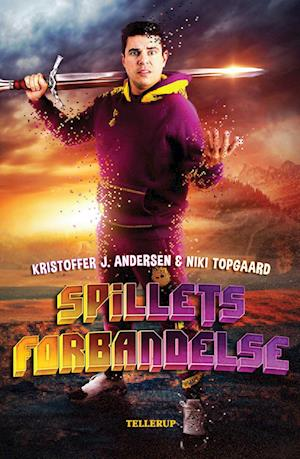 KRISTOFFER J. ANDERSEN & NIKI TOPGAARD
SPILLETS
FORBANDELSE
TELLERUP